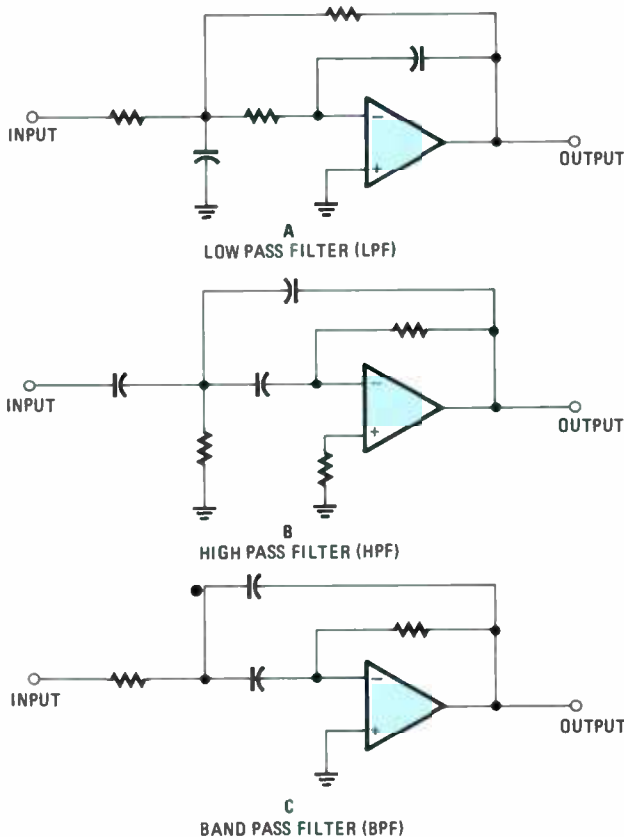 INPUT
-
+
OUTPUT
A
LOW PASS FILTER (LPF)
INPUT
-
+
OUTPUT
B
HIGH PASS FILTER (HPF)
INPUT
-
+
OUTPUT
C
BAND PASS FILTER (BPF)